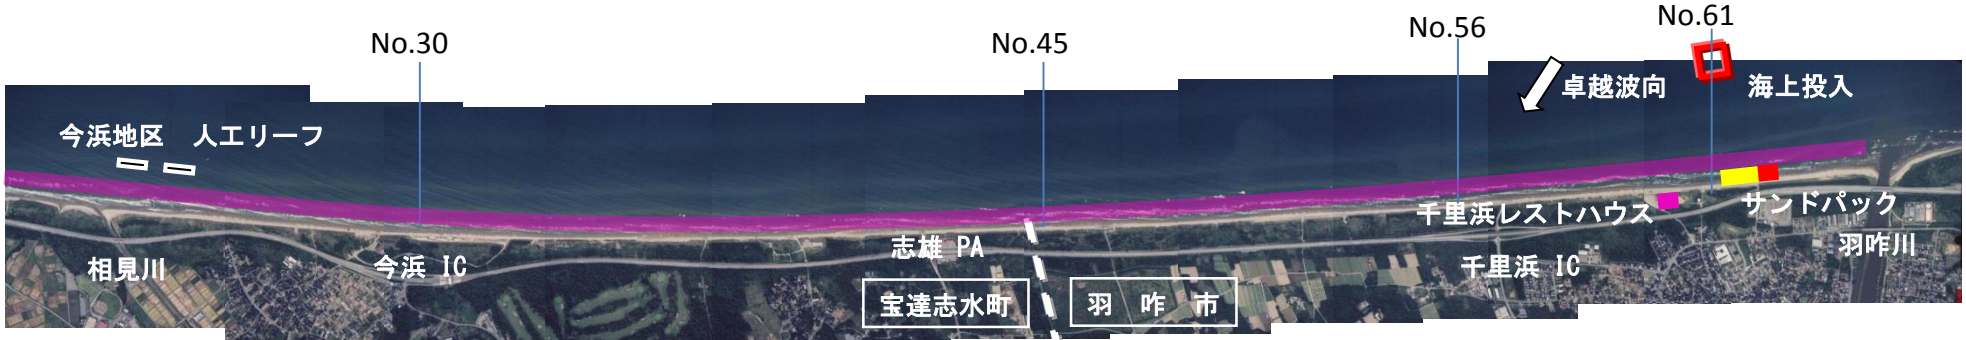 No.30
No.45
No.56
No.61
今浜地区　人工リーフ
卓越波向
海上投入
千里浜レストハウス
サンドパック
志雄 PA
羽咋川
相見川
今浜 IC
千里浜 IC
宝達志水町
羽　咋　市